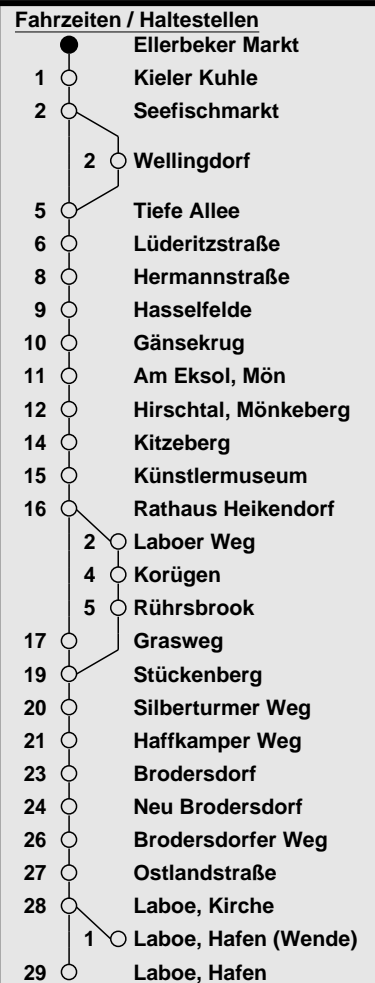 Fahrzeiten / Haltestellen
Ellerbeker Markt
1 Kieler Kuhle
2 Seefischmarkt
2 Wellingdorf
5 Tiefe Allee
6 Lüderitzstraße
8 Hermannstraße
9 Hasselfelde
10 Gänsekrug
11 Am Eksol, Mön
12 Hirschtal, Mönkeberg
14 Kitzeberg
15 Künstlermuseum
16 Rathaus Heikendorf
2 Laboer Weg
4 Korügen
5 Rührsbrook
17 Grasweg
19 Stückenberg
20 Silberturmer Weg
21 Haffkamper Weg
23 Brodersdorf
24 Neu Brodersdorf
26 Brodersdorfer Weg
27 Ostlandstraße
28 Laboe, Kirche
1 Laboe, Hafen (Wende)
29 Laboe, Hafen